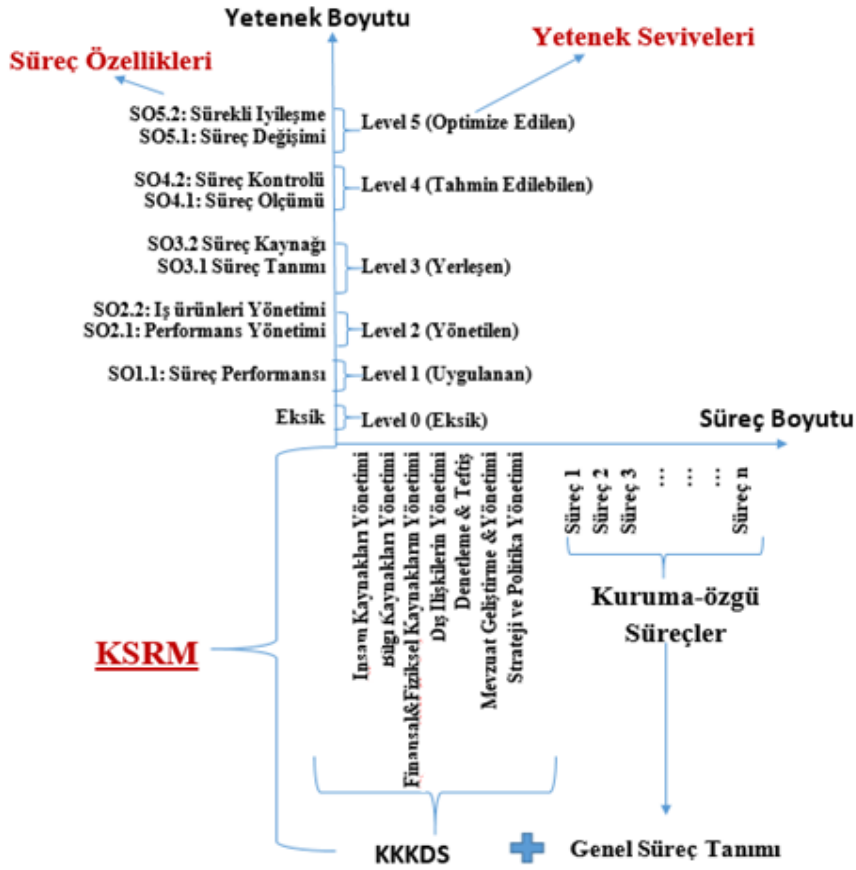 Yetenek Boyutu
Süreç Özellikleri
Yetenek Seviveleri
SO5.2: Sürekli Iyileşme
SO5.1: Süreç Değişimi
Level 5 (Optimize Edilen)
SO4.2: Süreç Kontrolü
SO4.1: Süreç Olçümü
Level 4 (Tahmin Edilebilen)
SO3.2 Süreç Kaynağı
SO3.1 Süreç Tanımı
Level 3 (Yerleşen)
SO2.2: Iş ürünleri Yönetimi
SO2.1: Performans Yönetimi
Level 2 (Yönetilen)
SO1.1: Süreç Performansı
Level 1 (Uygulanan)
Eksik
Level 0 (Eksik)
Süreç Boyutu
İnsam Kaynakları Yönetimi
Bilgi Kaynakları Yönetimi
Finansal&Fiziksel Kaynakların Yönetimi
Dış Ilişkilerin Yönetimi
Denetleme & Teftiş
Mevzuat Geliştirme &Yönetimi
Strateji ve Politika Yönetimi
Süreç 1
Süreç 2
Süreç 3
...
...
...
Süreç n
Kuruma-özgü
Süreçler
KSRM
KKKDS
Genel Süreç Tanımı